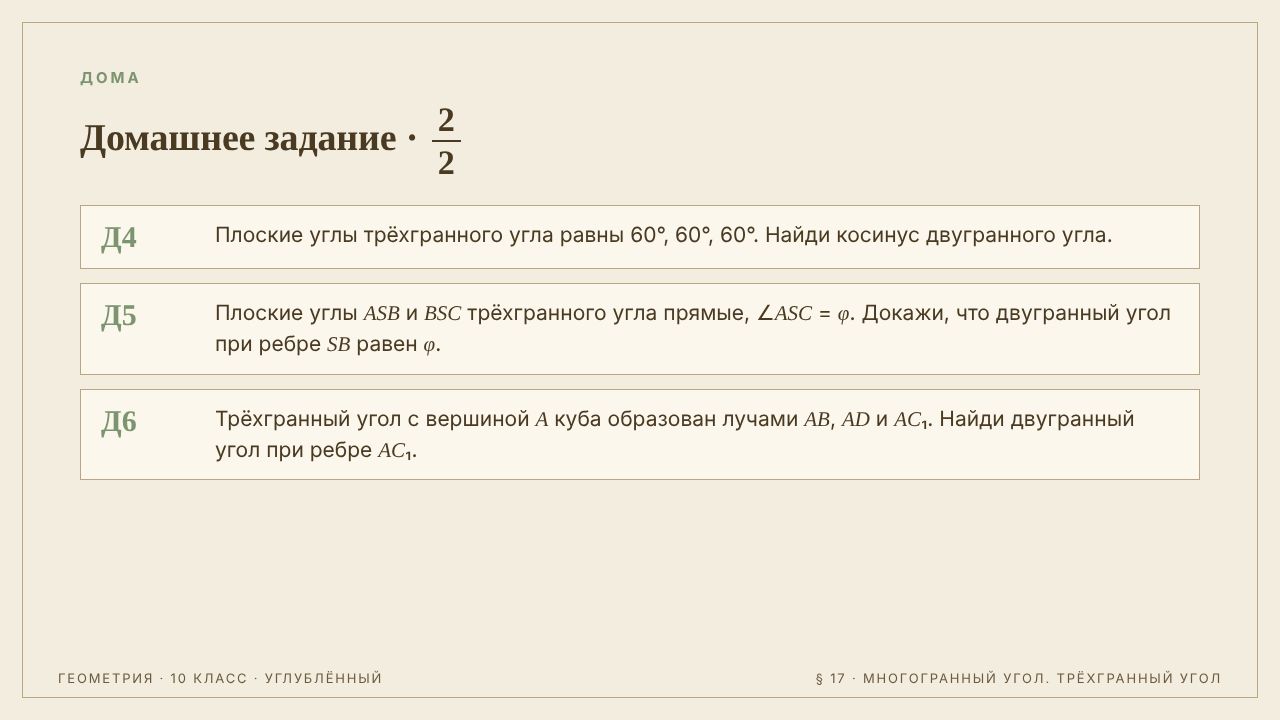 ДОМА
Домашнее задание · 2/2
Д4
Плоские углы трёхгранного угла равны 60°, 60°, 60°. Найди косинус двугранного угла.
Д5
Плоские углы ASB и BSC трёхгранного угла прямые, ∠ASC = φ. Докажи, что двугранный угол
при ребре SB равен φ.
Д6
Трёхгранный угол с вершиной A куба образован лучами AB, AD и AC₁. Найди двугранный
угол при ребре AC₁.
ГЕОМЕТРИЯ · 10 КЛАСС · УГЛУБЛЁННЫЙ
§ 17 · МНОГОГРАННЫЙ УГОЛ. ТРЁХГРАННЫЙ УГОЛ